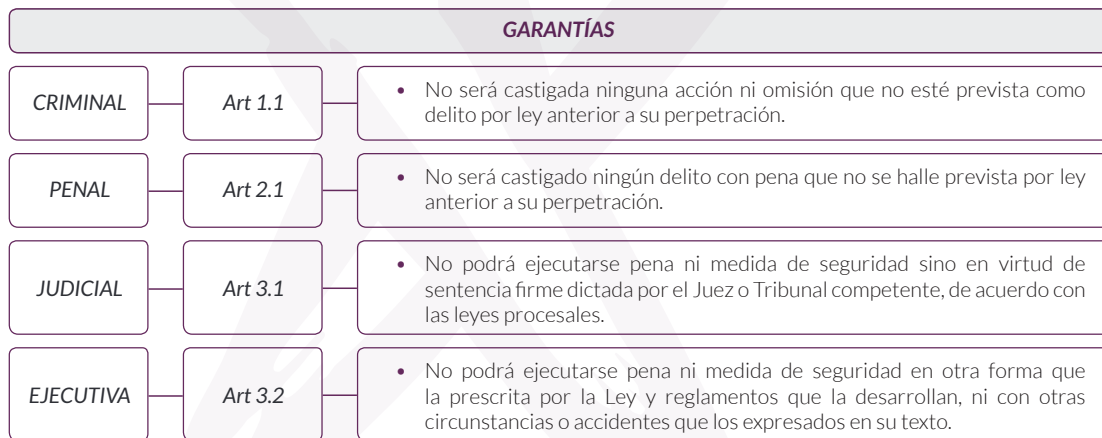 GARANTÍAS
CRIMINAL
Art 1.1
• No será castigada ninguna acción ni omisión que no esté prevista como
delito por ley anterior a su perpetración.
PENAL
Art 2.1
• No será castigado ningún delito con pena que no se halle prevista por ley
anterior a su perpetración.
JUDICIAL
Art 3.1
• No podrá ejecutarse pena ni medida de seguridad sino en virtud de
sentencia firme dictada por el Juez o Tribunal competente, de acuerdo con
las leyes procesales.
EJECUTIVA
Art 3.2
• No podrá ejecutarse pena ni medida de seguridad en otra forma que
la prescrita por la Ley y reglamentos que la desarrollan, ni con otras
circunstancias o accidentes que los expresados en su texto.